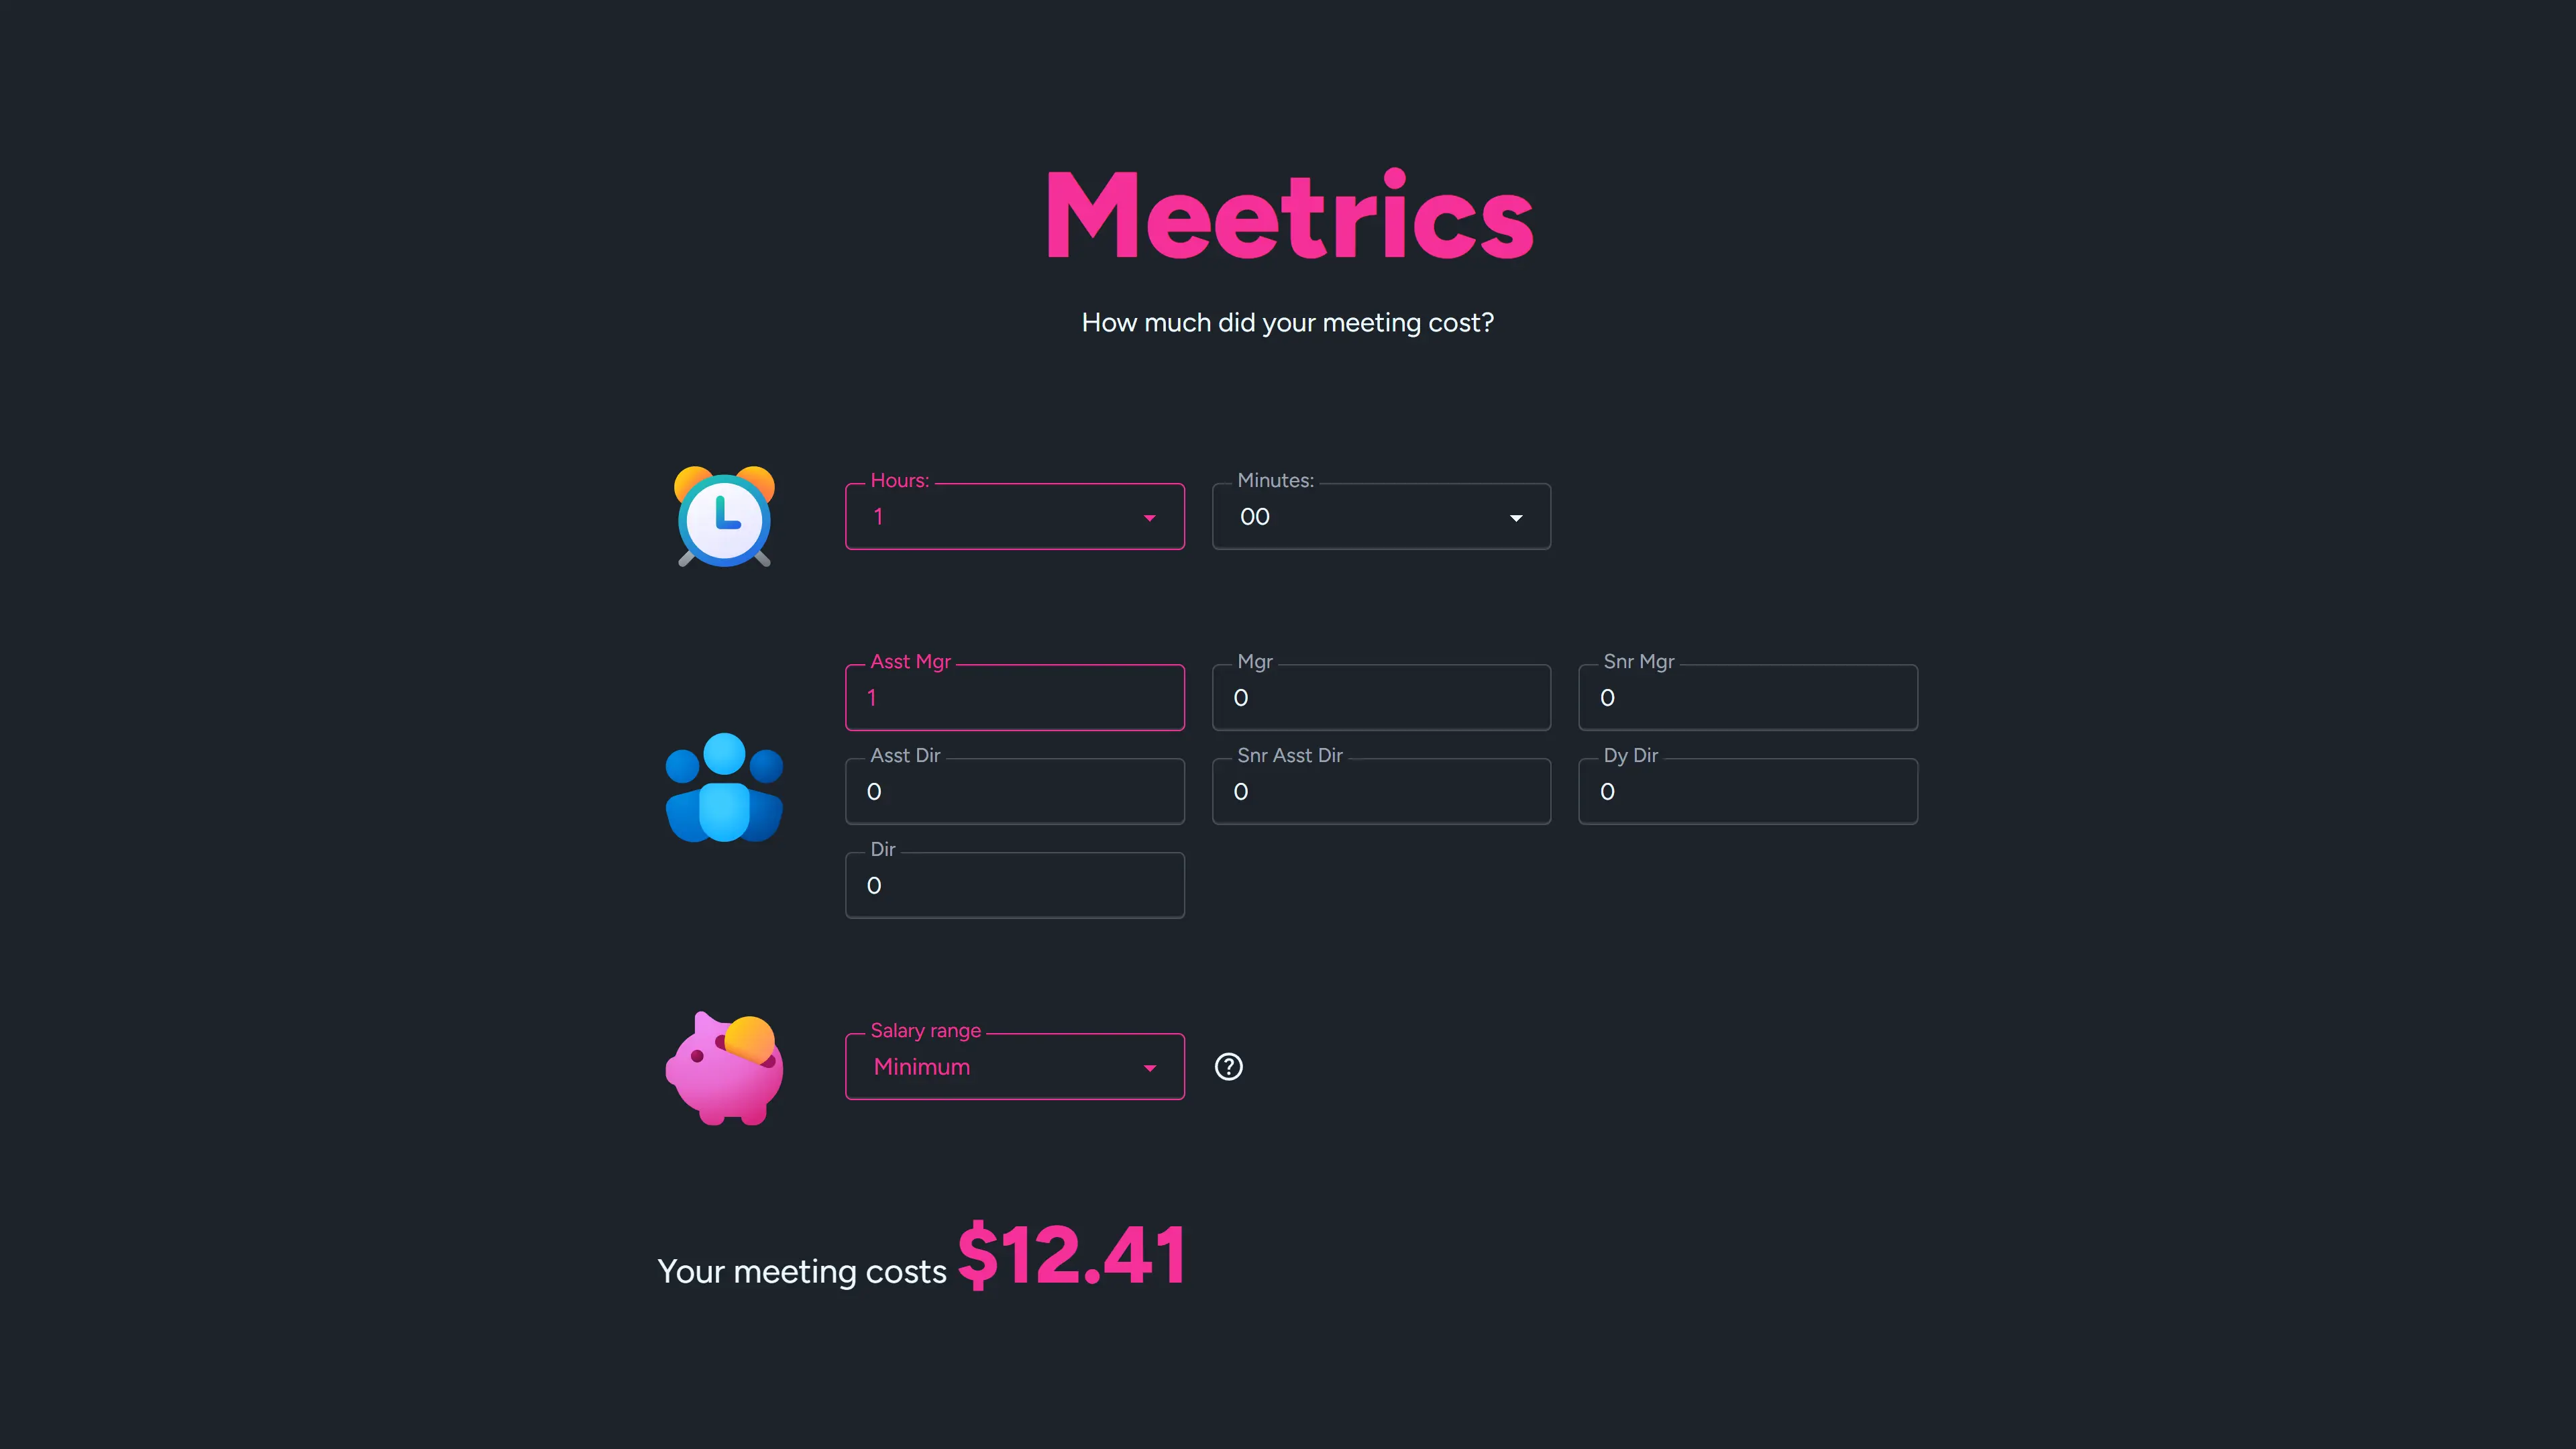 Meetrics
How much did your meeting cost?
Hours:
1
Minutes:
00
Asst Mgr
1
Mgr
0
Snr Mgr
0
Asst Dir
0
Snr Asst Dir
0
Dy Dir
0
Dir
0
Salary range
Minimum
?
Your meeting costs $12.41